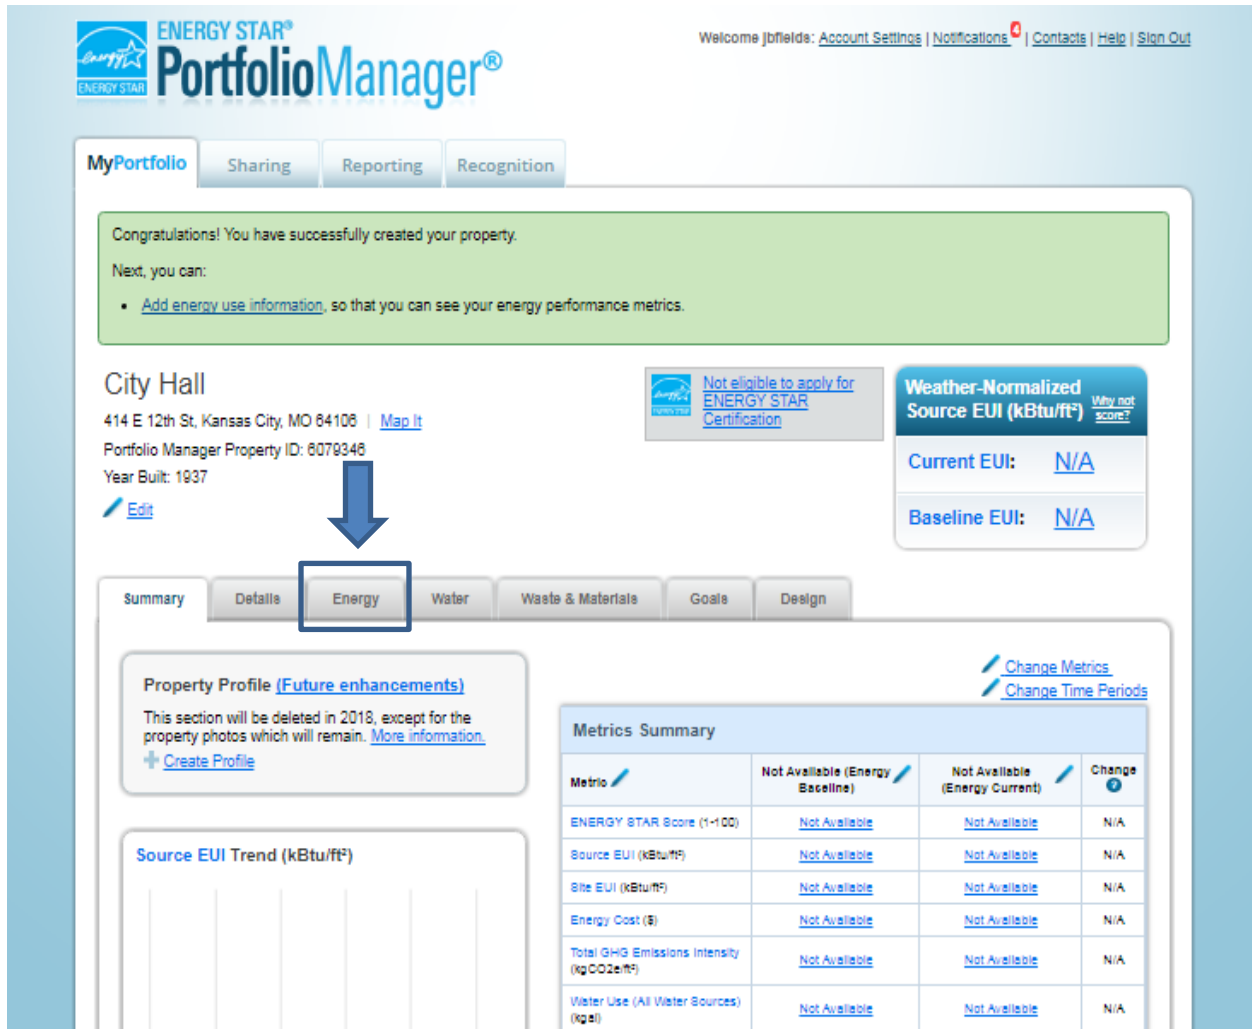 ENERGY STAR®
PortfolioManager®
energy
ENERGY STAR
Welcome jbfields: Account Settings | Notifications 4 | Contacts | Help | Sign Out
MyPortfolio
Sharing
Reporting
Recognition
Congratulations! You have successfully created your property.
Next, you can:
• Add energy use information, so that you can see your energy performance metrics.
City Hall
414 E 12th St, Kansas City, MO 64106 | Map It
Portfolio Manager Property ID: 6079346
Year Built: 1937
Edit
Not eligible to apply for
ENERGY STAR
Certification
Weather-Normalized
Source EUI (kBtu/ft²)
Why not
score?
Current EUI: N/A
Baseline EUI: N/A
Summary
Details
Energy
Water
Waste & Materials
Goals
Design
Property Profile (Future enhancements)
This section will be deleted in 2018, except for the
property photos which will remain. More information.
Create Profile
Source EUI Trend (kBtu/ft²)
Change Metrics
Change Time Periods
Metrics Summary
Metric
Not Available (Energy
Baseline)
Not Available
(Energy Current)
Change
?
ENERGY STAR Score (1-100) Not Available Not Available N/A
Source EUI (kBtu/ft²) Not Available Not Available N/A
Site EUI (kBtu/ft²) Not Available Not Available N/A
Energy Cost ($) Not Available Not Available N/A
Total GHG Emissions Intensity
(kgCO2e/ft²) Not Available Not Available N/A
Water Use (All Water Sources)
(kgal) Not Available Not Available N/A